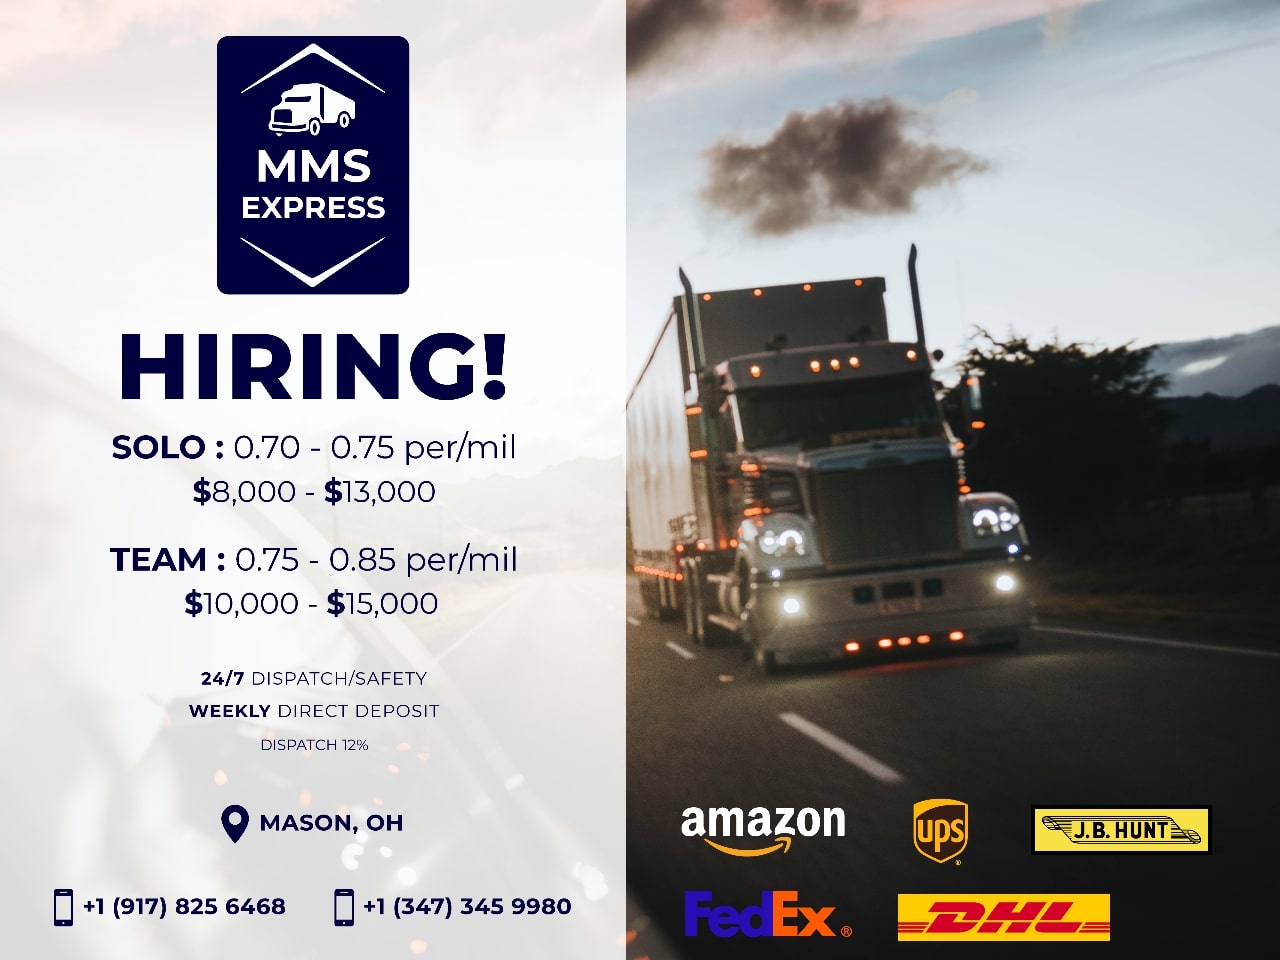 MMS
EXPRESS
HIRING!
SOLO : 0.70 - 0.75 per/mil
$8,000 - $13,000
TEAM : 0.75 - 0.85 per/mil
$10,000 - $15,000
24/7 DISPATCH/SAFETY
WEEKLY DIRECT DEPOSIT
DISPATCH 12%
MASON, OH
+1 (917) 825 6468
+1 (347) 345 9980
amazon
ups
J.B. HUNT
FedEx®
DHL